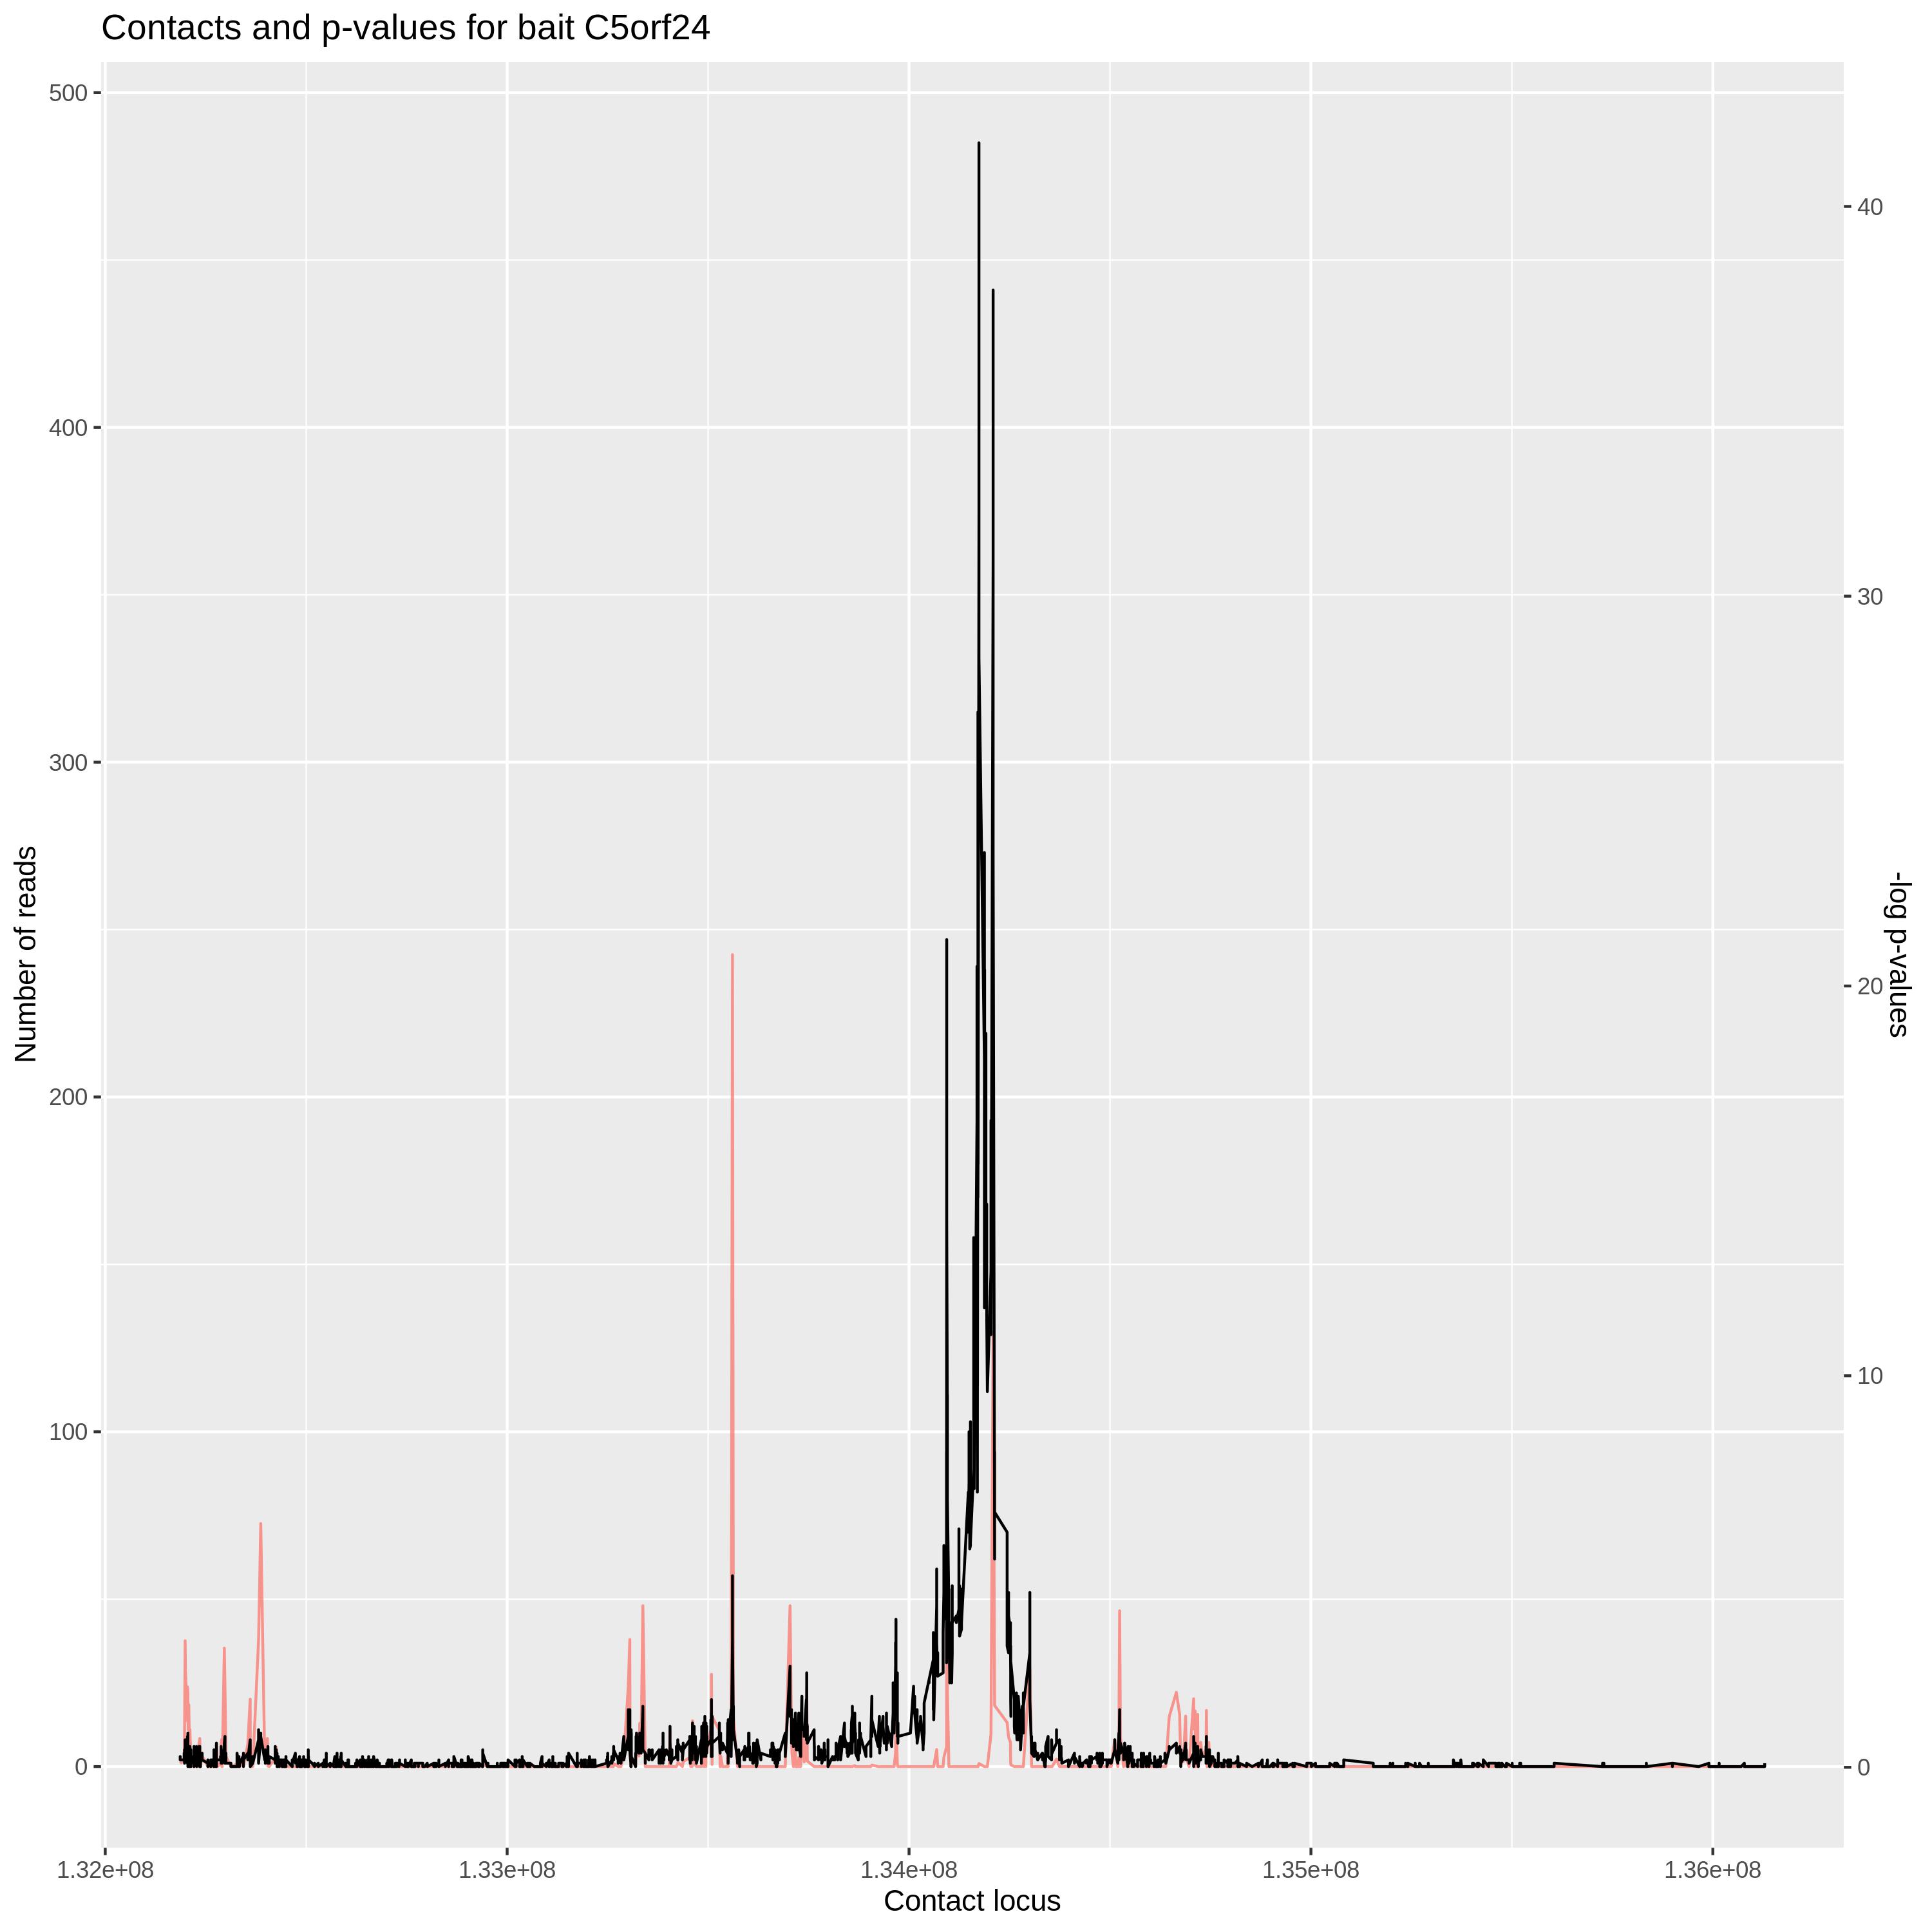 Contacts and p-values for bait C5orf24
500
400
300
200
100
0
Number of reads
40
30
20
10
0
-log p-values
1.32e+08 1.33e+08 1.34e+08 1.35e+08 1.36e+08
Contact locus